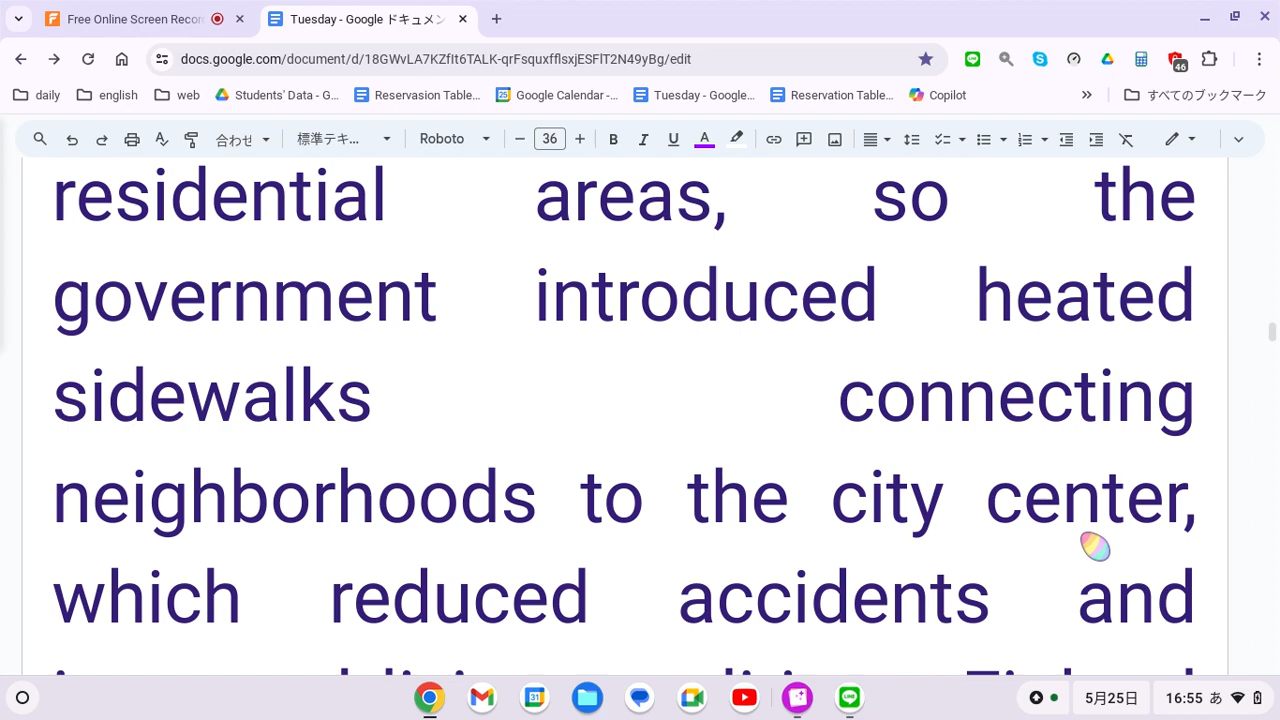 Free Online Screen Recor
Tuesday - Google ドキュメン
docs.google.com/document/d/18GWvtA7KZfIt6TALK-qrFsquxfflsxjESFlT2N49yBg/edit
46
daily
english
web
Students' Data - G...
Reservasion Table...
Google Calendar -...
Tuesday - Google...
Reservation Table...
Copilot
すべてのブックマーク
合わせ
標準テキ...
Roboto
36
residential areas, so the
government introduced heated
sidewalks connecting
neighborhoods to the city center,
which reduced accidents and
5月25日
16:55 あ